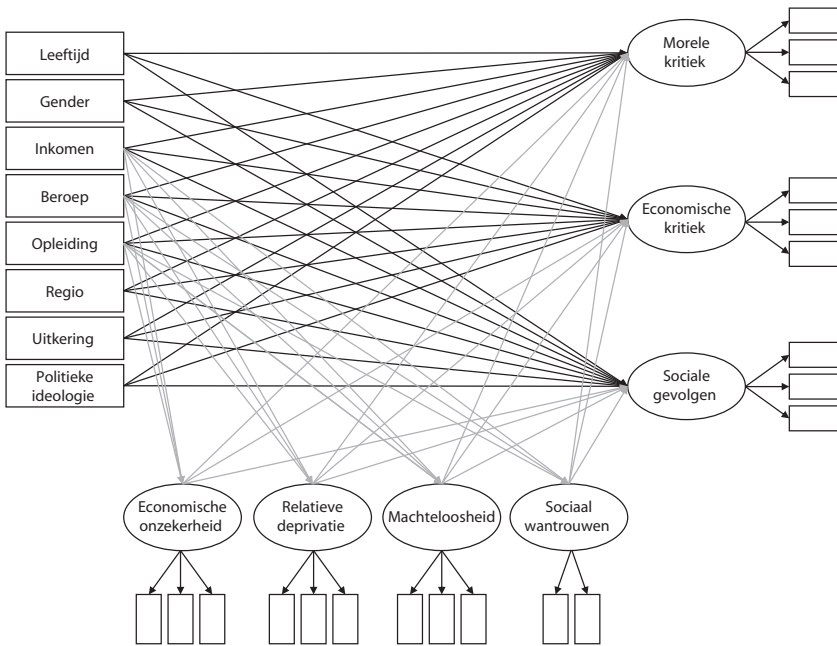 Leeftijd
Gender
Inkomen
Beroep
Opleiding
Regio
Uitkering
Politieke
ideologie
Morele
kritiek
Economische
kritiek
Sociale
gevolgen
Economische
onzekerheid
Relatieve
deprivatie
Machteloosheid
Sociaal
wantrouwen